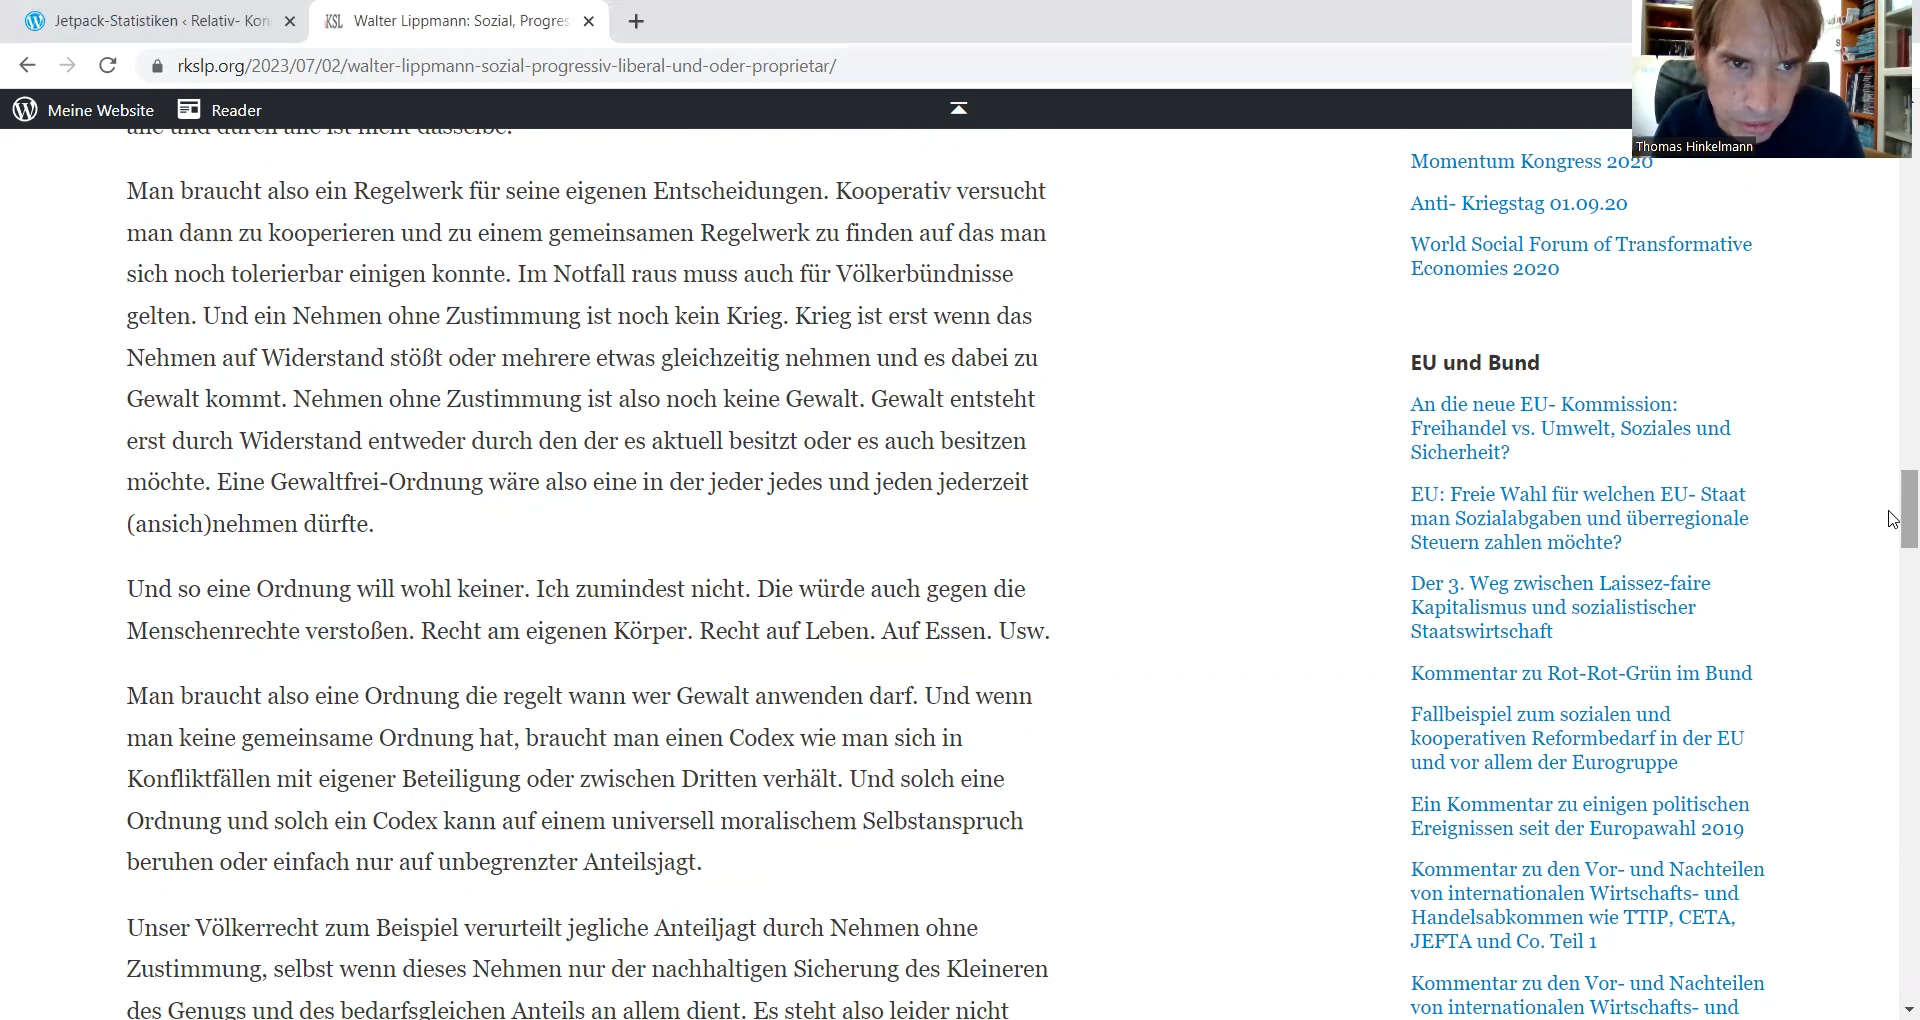 Jetpack-Statistiken ‹ Relativ- Kon
Walter Lippmann: Sozial, Progres
rkslp.org/2023/07/02/walter-lippmann-sozial-progressiv-liberal-und-oder-proprietar/
Meine Website
Reader
Thomas Hinkelmann
alle und durch alle ist nicht dasselbe.
Man braucht also ein Regelwerk für seine eigenen Entscheidungen. Kooperativ versucht
man dann zu kooperieren und zu einem gemeinsamen Regelwerk zu finden auf das man
sich noch tolerierbar einigen konnte. Im Notfall raus muss auch für Völkerbündnisse
gelten. Und ein Nehmen ohne Zustimmung ist noch kein Krieg. Krieg ist erst wenn das
Nehmen auf Widerstand stößt oder mehrere etwas gleichzeitig nehmen und es dabei zu
Gewalt kommt. Nehmen ohne Zustimmung ist also noch keine Gewalt. Gewalt entsteht
erst durch Widerstand entweder durch den der es aktuell besitzt oder es auch besitzen
möchte. Eine Gewaltfrei-Ordnung wäre also eine in der jeder jedes und jeden jederzeit
(ansich)nehmen dürfte.
Und so eine Ordnung will wohl keiner. Ich zumindest nicht. Die würde auch gegen die
Menschenrechte verstoßen. Recht am eigenen Körper. Recht auf Leben. Auf Essen. Usw.
Man braucht also eine Ordnung die regelt wann wer Gewalt anwenden darf. Und wenn
man keine gemeinsame Ordnung hat, braucht man einen Codex wie man sich in
Konfliktfällen mit eigener Beteiligung oder zwischen Dritten verhält. Und solch eine
Ordnung und solch ein Codex kann auf einem universell moralischem Selbstanspruch
beruhen oder einfach nur auf unbegrenzter Anteilsjagt.
Unser Völkerrecht zum Beispiel verurteilt jegliche Anteiljagt durch Nehmen ohne
Zustimmung, selbst wenn dieses Nehmen nur der nachhaltigen Sicherung des Kleineren
des Genugs und des bedarfsgleichen Anteils an allem dient. Es steht also leider nicht
Momentum Kongress 2020
Anti- Kriegstag 01.09.20
World Social Forum of Transformative
Economies 2020
EU und Bund
An die neue EU- Kommission:
Freihandel vs. Umwelt, Soziales und
Sicherheit?
EU: Freie Wahl für welchen EU- Staat
man Sozialabgaben und überregionale
Steuern zahlen möchte?
Der 3. Weg zwischen Laissez-faire
Kapitalismus und sozialistischer
Staatswirtschaft
Kommentar zu Rot-Rot-Grün im Bund
Fallbeispiel zum sozialen und
kooperativen Reformbedarf in der EU
und vor allem der Eurogruppe
Ein Kommentar zu einigen politischen
Ereignissen seit der Europawahl 2019
Kommentar zu den Vor- und Nachteilen
von internationalen Wirtschafts- und
Handelsabkommen wie TTIP, CETA,
JEFTA und Co. Teil 1
Kommentar zu den Vor- und Nachteilen
von internationalen Wirtschafts- und